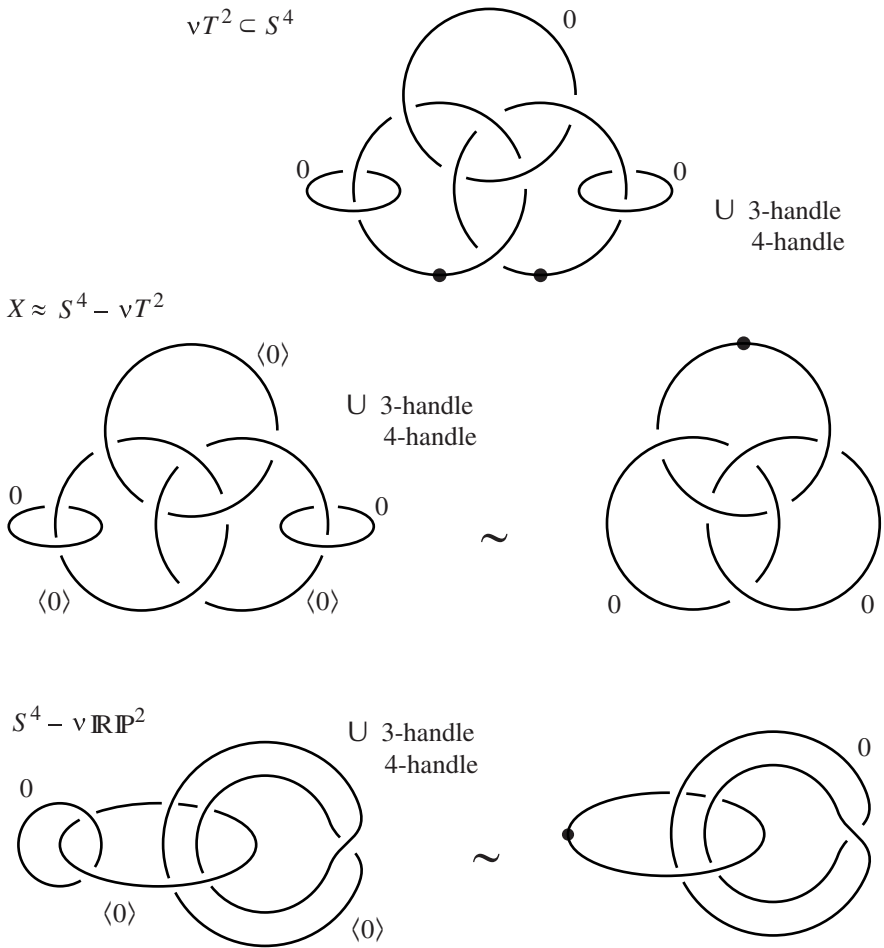 νT² ⊂ S⁴
0
0
0
∪ 3-handle
4-handle
X ≈ S⁴ – νT²
⟨0⟩
∪ 3-handle
4-handle
0
0
~
⟨0⟩
⟨0⟩
0
0
S⁴ – νℝℙ²
∪ 3-handle
4-handle
0
0
~
⟨0⟩
⟨0⟩